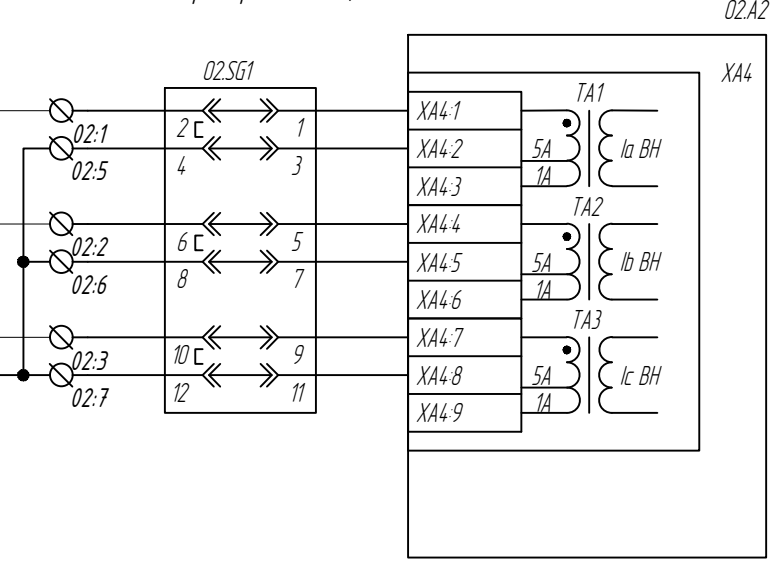 02.A2
02.SG1
XA4
TA1
02:1
2
1
XA4:1
02:5
4
3
XA4:2
5A
Ia ВН
XA4:3
1A
TA2
02:2
6
5
XA4:4
02:6
8
7
XA4:5
5A
Ib ВН
XA4:6
1A
TA3
02:3
10
9
XA4:7
02:7
12
11
XA4:8
5A
Ic ВН
XA4:9
1A